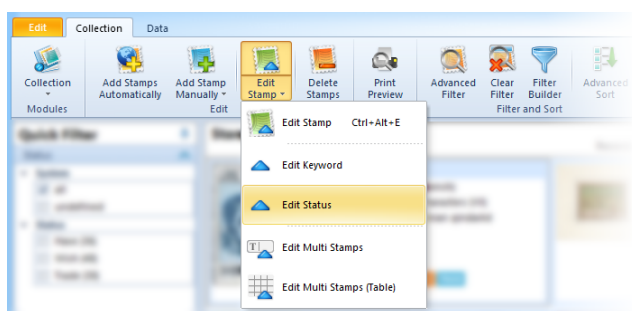 Edit Collection Data
Collection Add Stamps Automatically Add Stamp Manually Edit Stamp Delete Stamps Print Preview Advanced Filter Clear Filter Filter Builder Advanced Sort
Modules Edit Filter and Sort
Quick Filter
Edit Stamp Ctrl+Alt+E
Edit Keyword
Edit Status
Edit Multi Stamps
Edit Multi Stamps (Table)